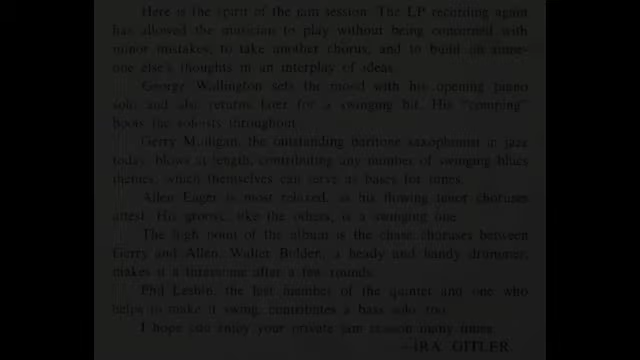 Here is the spirit of the jam session. The LP recording again
has allowed the musicians to play without being concerned with
minor mistakes, to take another chorus, and to build on some-
one else's thoughts in an interplay of ideas.
George Wallington sets the mood with his opening piano
solo and also returns later for a swinging bit. His "comping"
boots the soloists throughout.
Gerry Mulligan, the outstanding baritone saxophonist in jazz
today, blows at length, contributing any number of swinging blues
themes, which themselves can serve as bases for tunes.
Allen Eager is most relaxed, as his flowing tenor choruses
attest. His groove, like the others, is a swinging one.
The high point of the album is the chase choruses between
Gerry and Allen. Walter Bolden, a heady and handy drummer,
makes it a threesome after a few rounds.
Phil Leshin, the last member of the quintet and one who
helps to make it swing, contributes a bass solo, too.
I hope you enjoy your private jam session many times.
—IRA GITLER